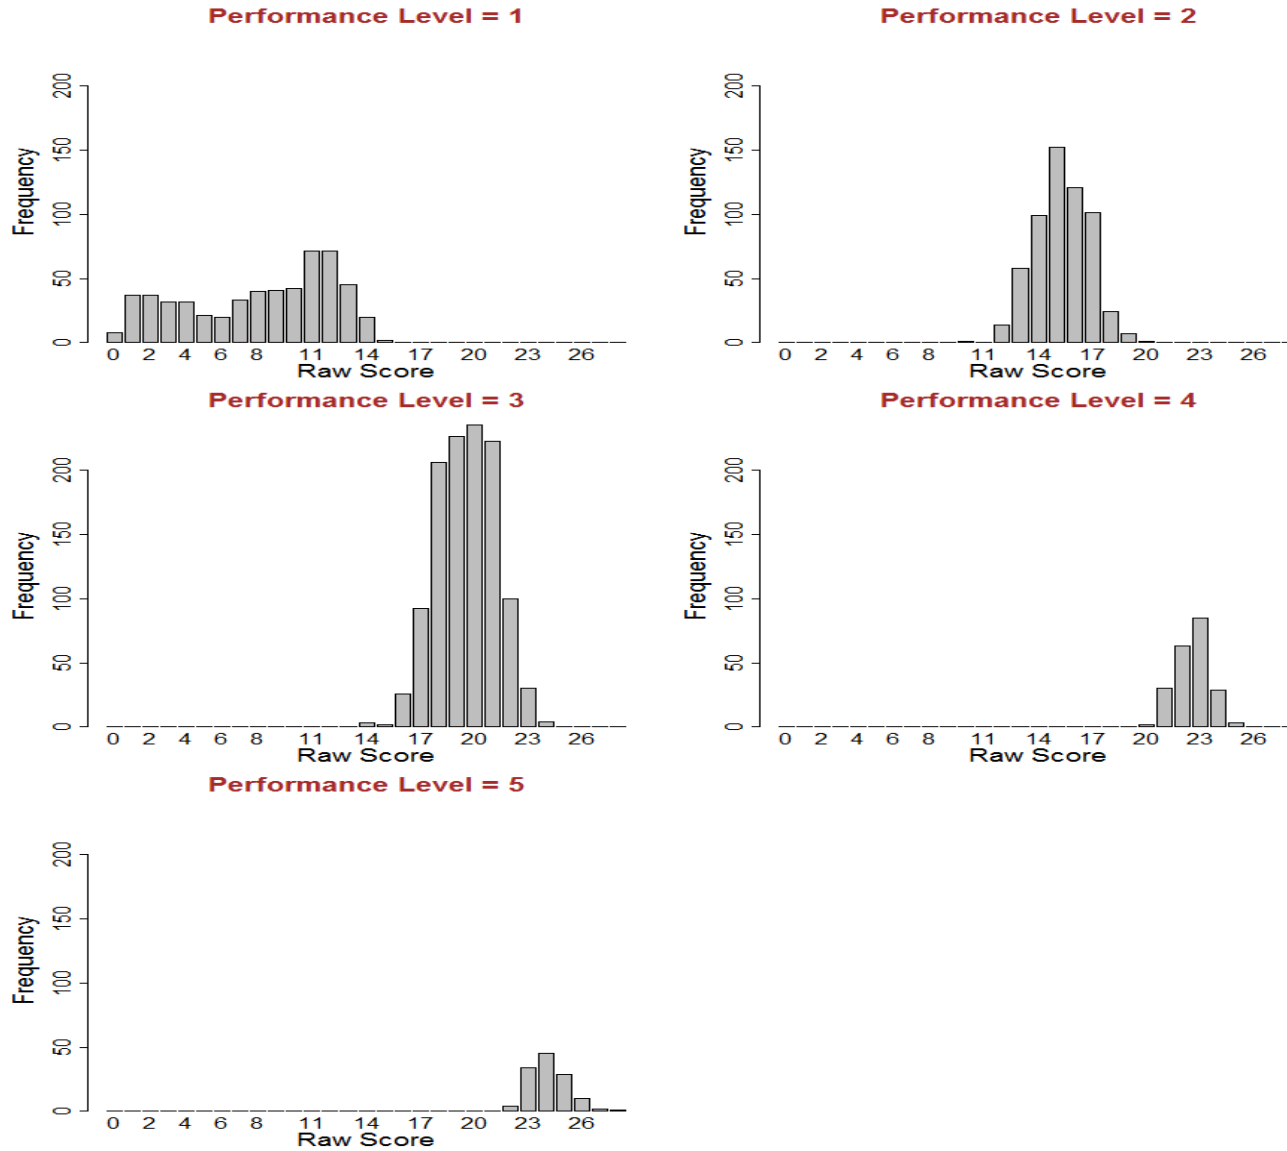 Performance Level = 1
Frequency
200
150
100
50
0
0 2 4 6 8 11 14 17 20 23 26
Raw Score
Performance Level = 2
Frequency
200
150
100
50
0
0 2 4 6 8 11 14 17 20 23 26
Raw Score
Performance Level = 3
Frequency
200
150
100
50
0
0 2 4 6 8 11 14 17 20 23 26
Raw Score
Performance Level = 4
Frequency
200
150
100
50
0
0 2 4 6 8 11 14 17 20 23 26
Raw Score
Performance Level = 5
Frequency
200
150
100
50
0
0 2 4 6 8 11 14 17 20 23 26
Raw Score